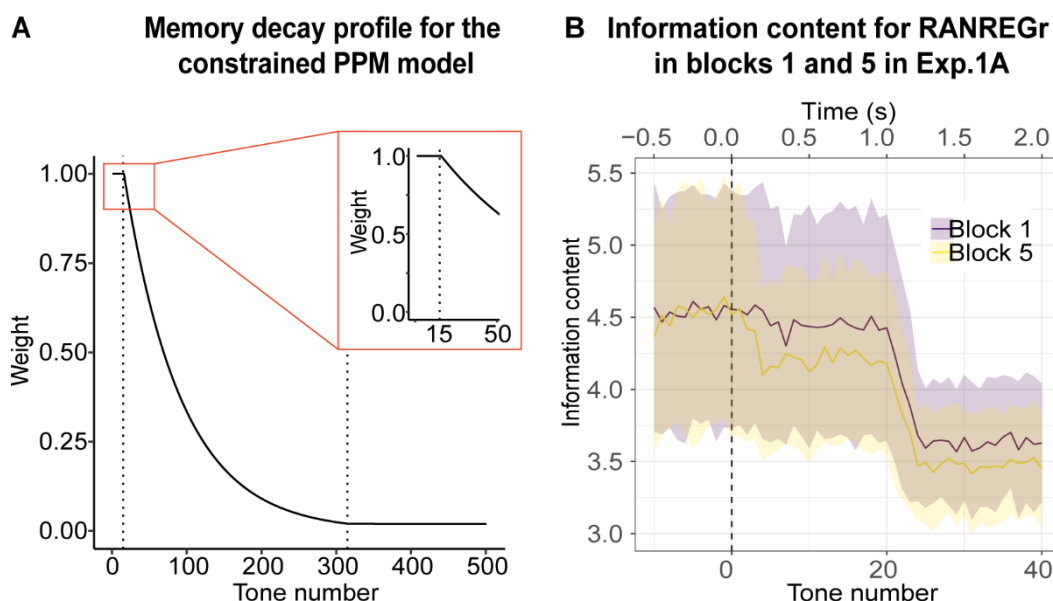 A
Memory decay profile for the
constrained PPM model
Weight
1.00
0.75
0.50
0.25
0.00
0
100
200
300
400
500
Tone number
Weight
1.0
1.0
0.0
15
50
B
Information content for RANREGr
in blocks 1 and 5 in Exp.1A
Time (s)
−0.5
0.0
0.5
1.0
1.5
2.0
Information content
5.5
5.0
4.5
4.0
3.5
3.0
Block 1
Block 5
0
20
40
Tone number